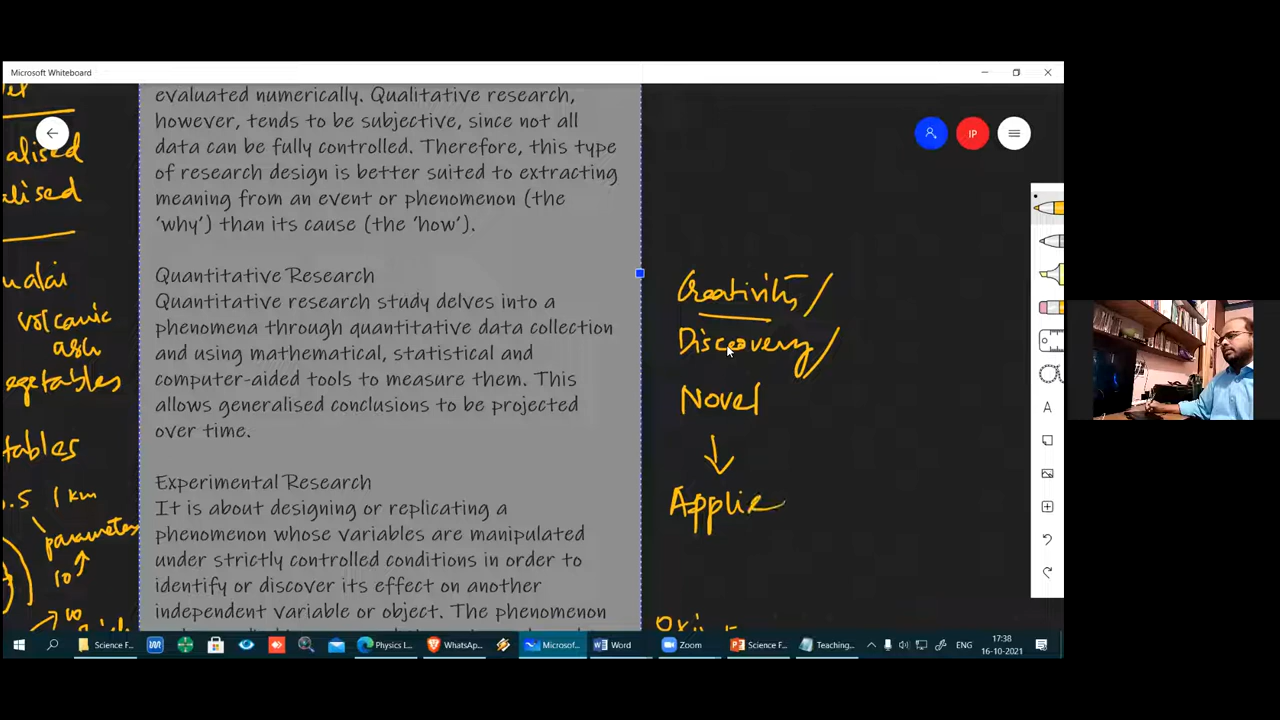 Microsoft Whiteboard
evaluated numerically. Qualitative research,
however, tends to be subjective, since not all
data can be fully controlled. Therefore, this type
of research design is better suited to extracting
meaning from an event or phenomenon (the
‘why’) than its cause (the ‘how’).
Quantitative Research
Quantitative research study delves into a
phenomena through quantitative data collection
and using mathematical, statistical and
computer-aided tools to measure them. This
allows generalised conclusions to be projected
over time.
Experimental Research
It is about designing or replicating a
phenomenon whose variables are manipulated
under strictly controlled conditions in order to
identify or discover its effect on another
independent variable or object. The phenomenon
alised
alised
volcanic
ash
egetables
tables
.5 1 km
parameters
10
Creativity/
Discovery/
Novel
↓
Applie
IP
A
Science F...
Physics I...
WhatsAp...
Microsof...
Word
Zoom
Science F...
Teaching...
ENG
17:38
16-10-2021